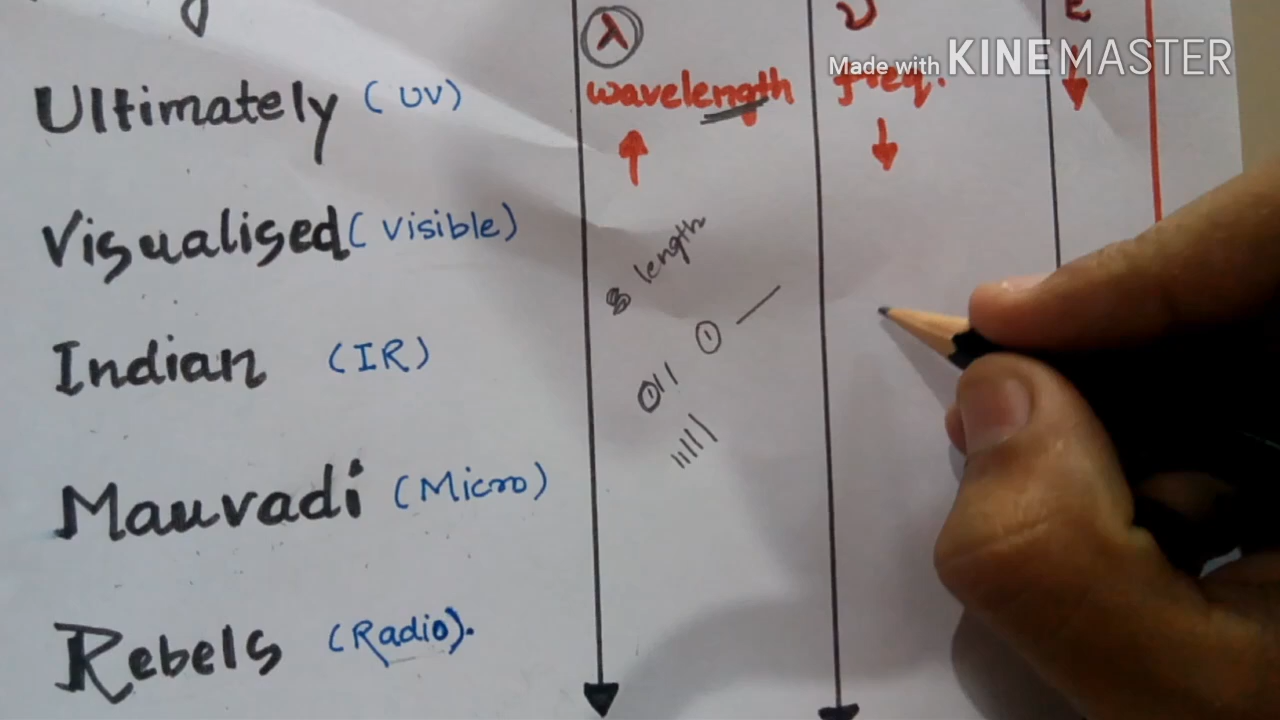 λ ν E
Made with KINEMASTER
Ultimately (UV) wavelength freq.
Visualised (Visible)
length
Indian (IR)
Mauvadi (Micro)
Rebels (Radio).